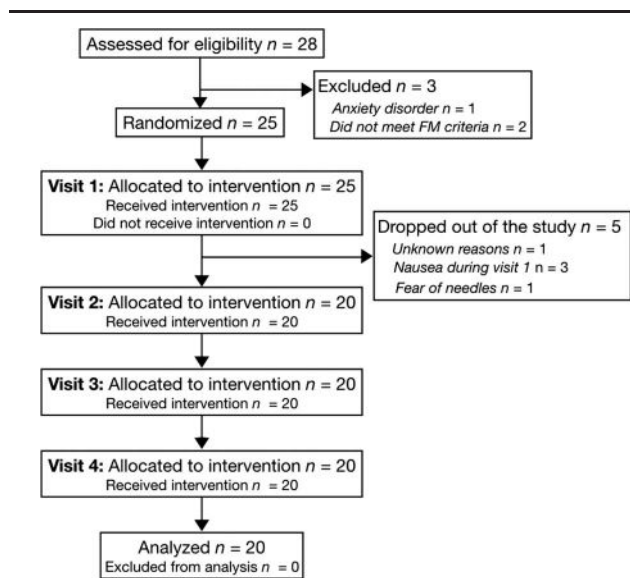 Assessed for eligibility n = 28
Excluded n = 3
Anxiety disorder n = 1
Did not meet FM criteria n = 2
Randomized n = 25
Visit 1: Allocated to intervention n = 25
Received intervention n = 25
Did not receive intervention n = 0
Dropped out of the study n = 5
Unknown reasons n = 1
Nausea during visit 1 n = 3
Fear of needles n = 1
Visit 2: Allocated to intervention n = 20
Received intervention n = 20
Visit 3: Allocated to intervention n = 20
Received intervention n = 20
Visit 4: Allocated to intervention n = 20
Received intervention n = 20
Analyzed n = 20
Excluded from analysis n = 0